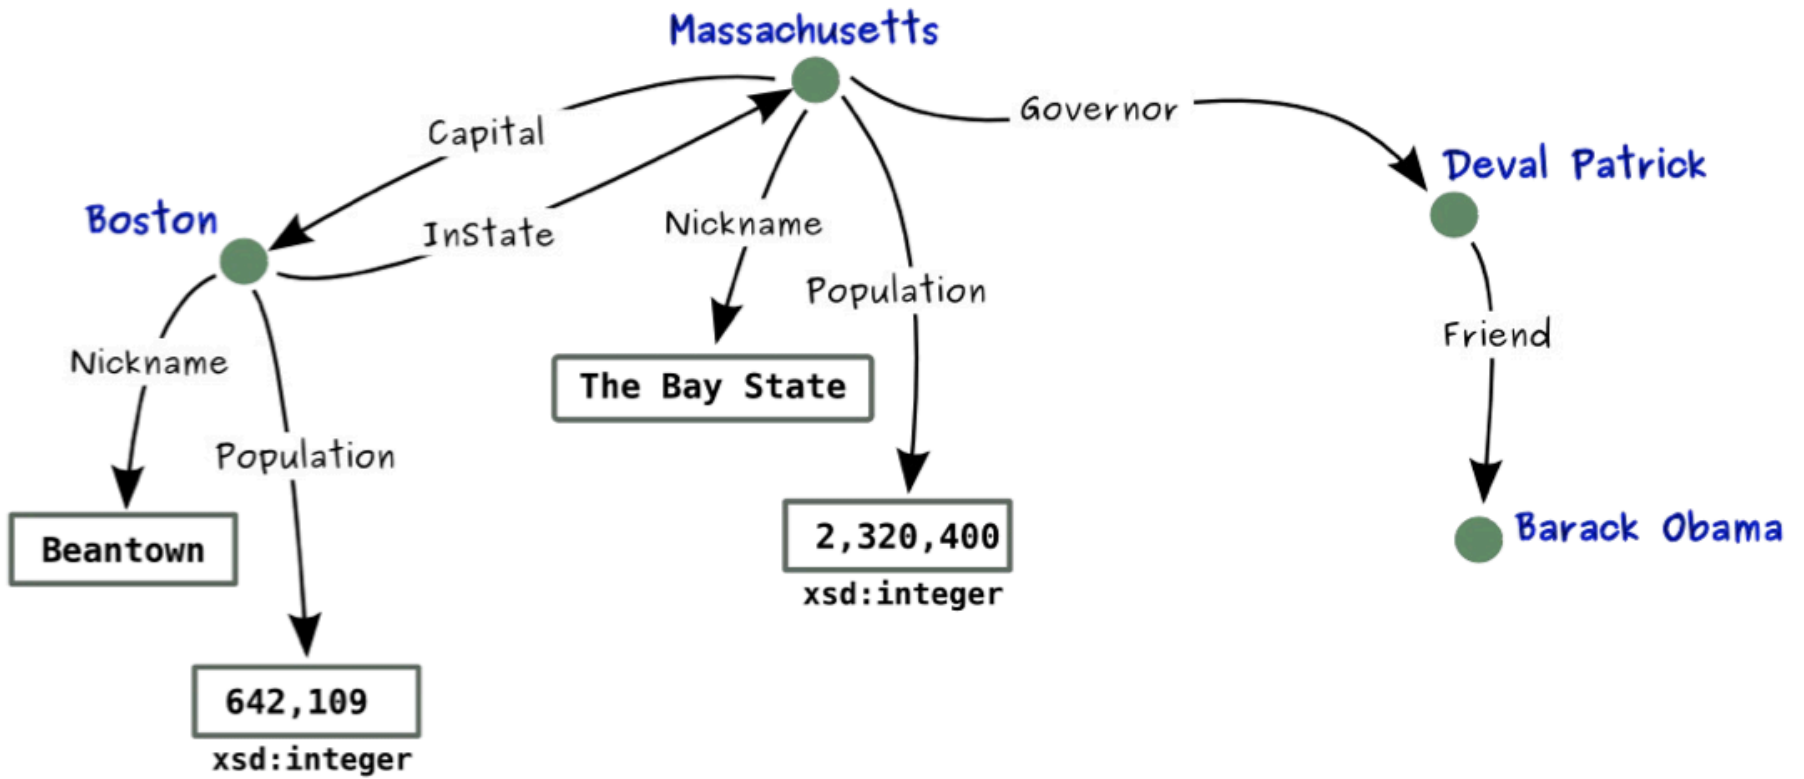 Massachusetts
Governor
Capital
Deval Patrick
Boston
InState
Nickname
Population
Friend
Nickname
The Bay State
Population
Beantown
2,320,400
xsd:integer
Barack Obama
642,109
xsd:integer